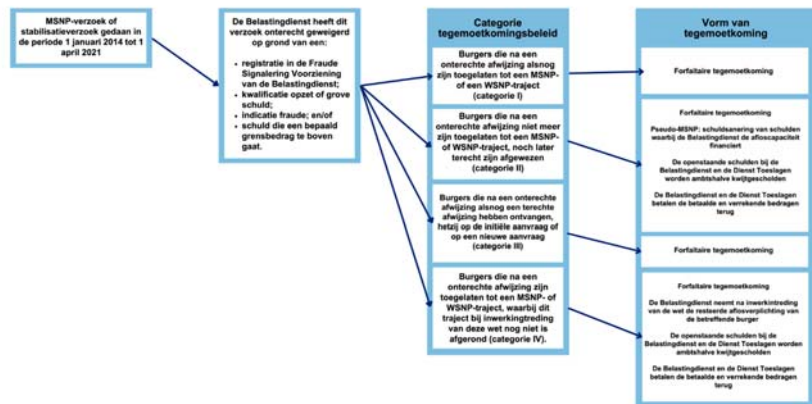 MSNP-verzoek of
stabilisatieverzoek gedaan in
de periode 1 januari 2014 tot 1
april 2021
De Belastingdienst heeft dit
verzoek onterecht geweigerd
op grond van een:
• registratie in de Fraude
Signalering Voorziening
van de Belastingdienst;
• kwalificatie opzet of grove
schuld;
• indicatie fraude; en/of
• schuld die een bepaald
grensbedrag te boven
gaat.
Categorie
tegemoetkomingsbeleid
Burgers die na een
onterechte afwijzing alsnog
zijn toegelaten tot een MSNP-
of een WSNP-traject
(categorie I)
Burgers die na een
onterechte afwijzing niet meer
zijn toegelaten tot een MSNP-
of WSNP-traject, noch later
terecht zijn afgewezen
(categorie II)
Burgers die na een onterechte
afwijzing alsnog een terechte
afwijzing hebben ontvangen,
hetzij op de initiële aanvraag of
op een nieuwe aanvraag
(categorie III)
Burgers die na een
onterechte afwijzing zijn
toegelaten tot een MSNP- of
WSNP-traject, waarbij dit
traject bij inwerkingtreding
van deze wet nog niet is
afgerond (categorie IV).
Vorm van
tegemoetkoming
Forfaitaire tegemoetkoming
Forfaitaire tegemoetkoming
Pseudo-MSNP: schuldsanering van schulden
waarbij de Belastingdienst de afloscapaciteit
financiert
De openstaande schulden bij de
Belastingdienst en de Dienst Toeslagen
worden ambtshalve kwijtgescholden
De Belastingdienst en de Dienst Toeslagen
betalen de betaalde en verrekende bedragen
terug
Forfaitaire tegemoetkoming
Forfaitaire tegemoetkoming
De Belastingdienst neemt na inwerkintreding
van de wet de resteerde aflosverplichting van
de betreffende burger
De openstaande schulden bij de
Belastingdienst en de Dienst Toeslagen worden
ambtshalve kwijtgescholden
De Belastingdienst en de Dienst Toeslagen
betalen de betaalde en verrekende bedragen
terug